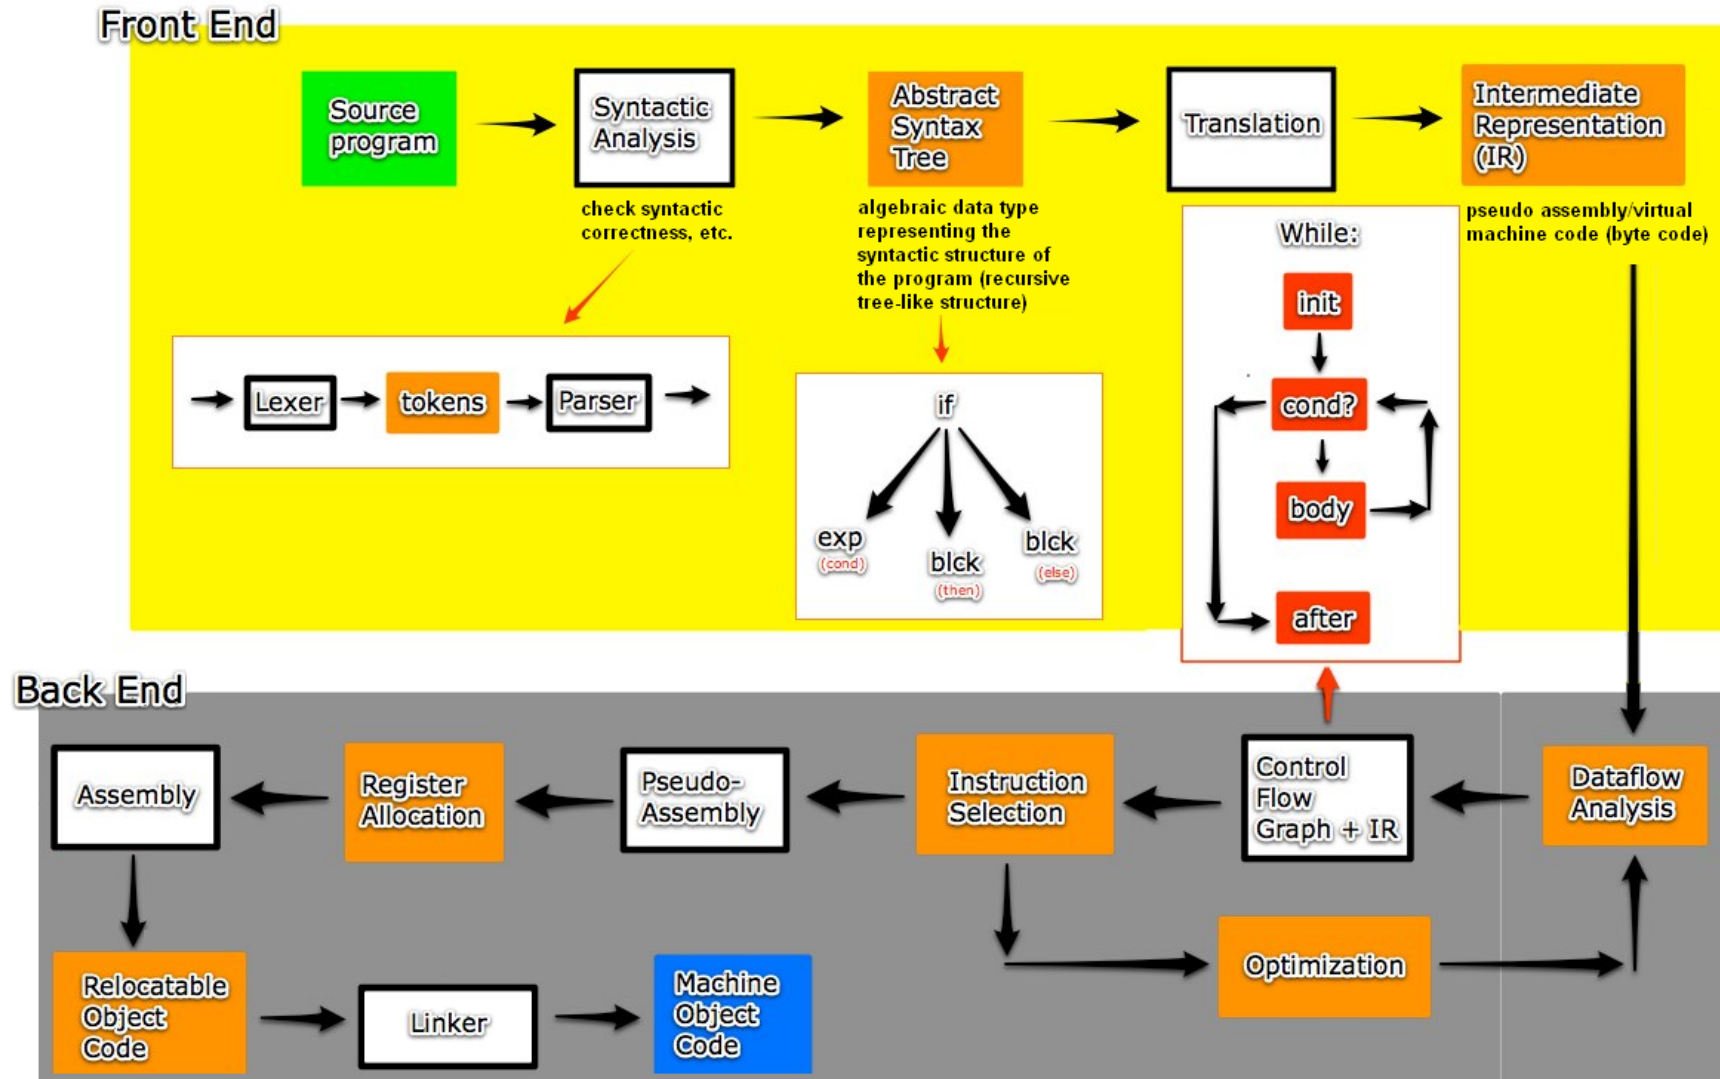 Front End
Source
program
Syntactic
Analysis
Abstract
Syntax
Tree
Translation
Intermediate
Representation
(IR)
check syntactic
correctness, etc.
algebraic data type
representing the
syntactic structure of
the program (recursive
tree-like structure)
pseudo assembly/virtual
machine code (byte code)
Lexer
tokens
Parser
if
exp
(cond)
blck
(then)
blck
(else)
While:
init
cond?
body
after
Back End
Assembly
Register
Allocation
Pseudo-
Assembly
Instruction
Selection
Control
Flow
Graph + IR
Dataflow
Analysis
Optimization
Relocatable
Object
Code
Linker
Machine
Object
Code